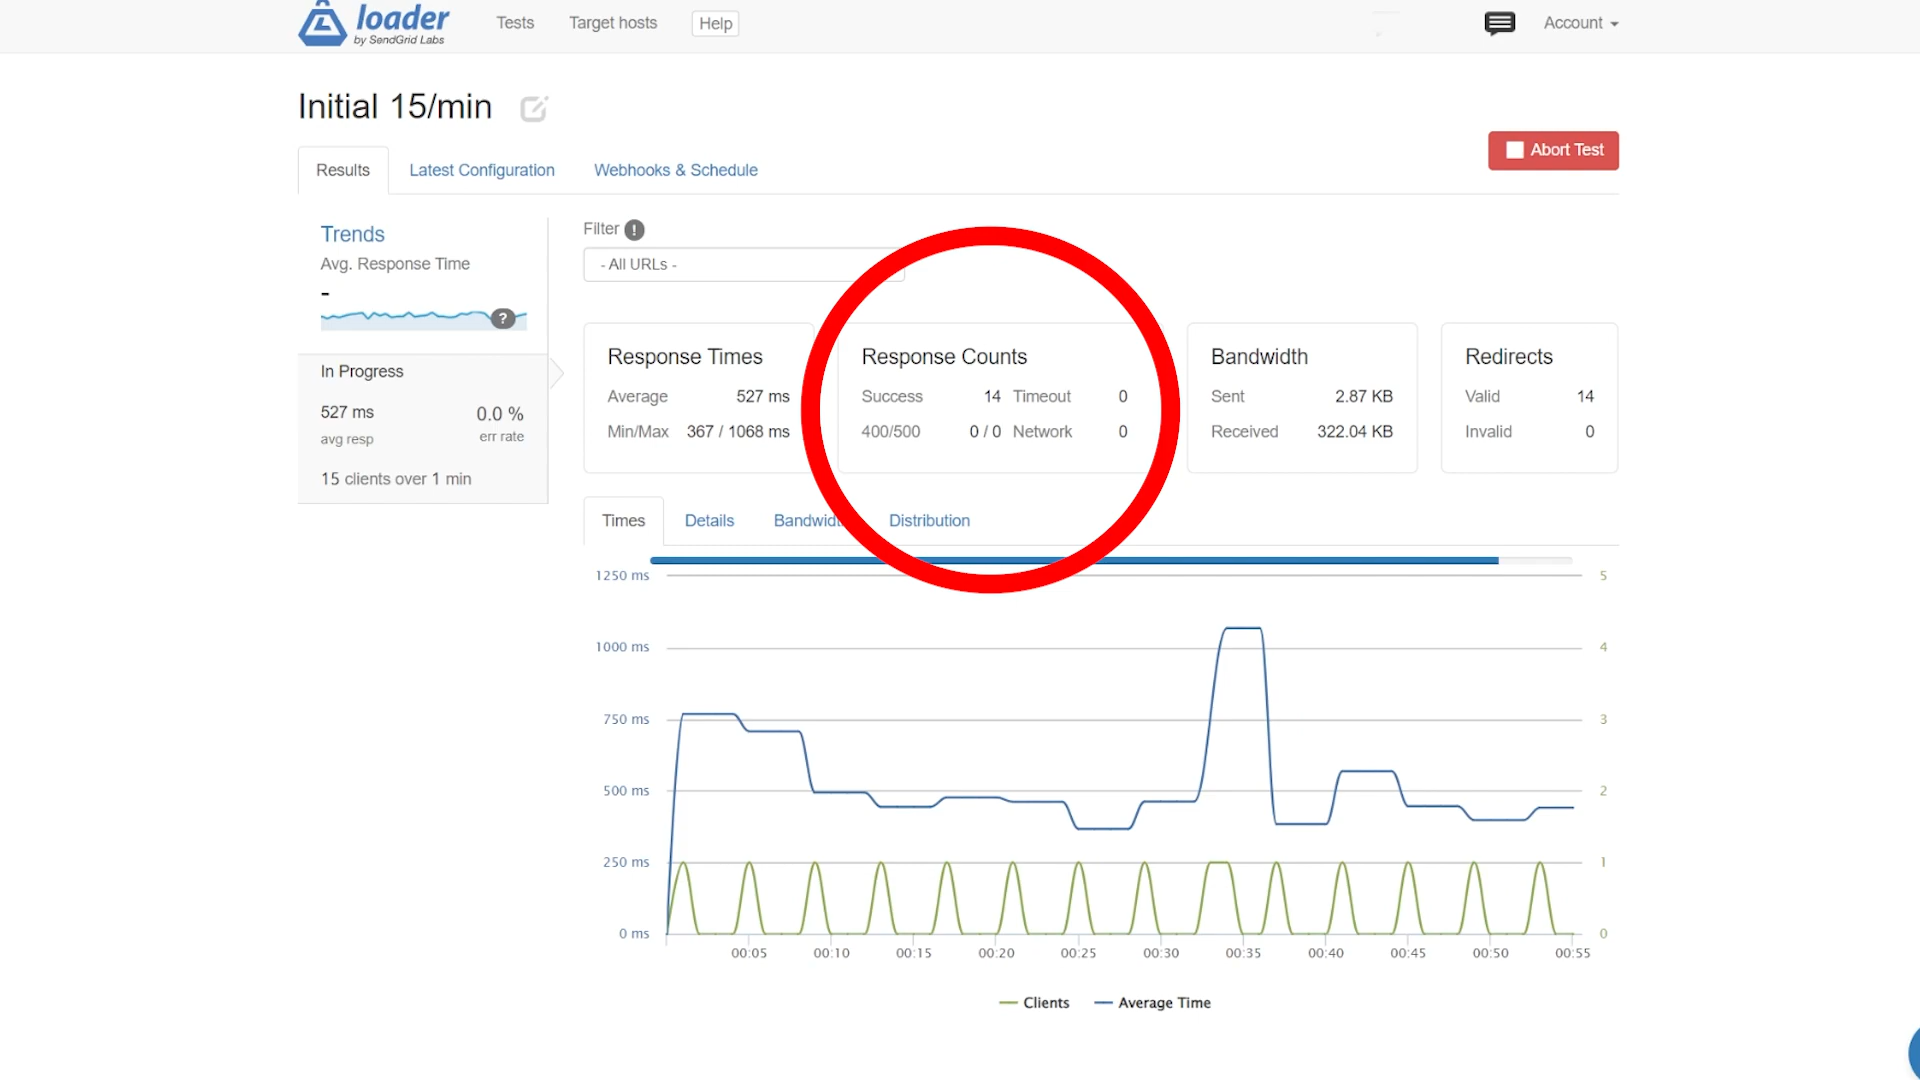 loader
by SendGrid Labs
Tests Target hosts Help Account
Initial 15/min
Abort Test
Results Latest Configuration Webhooks & Schedule
Trends
Avg. Response Time
-
?
In Progress
527 ms 0.0 %
avg resp err rate
15 clients over 1 min
Filter !
- All URLs -
Response Times
Average 527 ms
Min/Max 367 / 1068 ms
Response Counts
Success 14 Timeout 0
400/500 0 / 0 Network 0
Bandwidth
Sent 2.87 KB
Received 322.04 KB
Redirects
Valid 14
Invalid 0
Times Details Bandwidth Distribution
1250 ms 5
1000 ms 4
750 ms 3
500 ms 2
250 ms 1
0 ms 0
00:05 00:10 00:15 00:20 00:25 00:30 00:35 00:40 00:45 00:50 00:55
Clients Average Time